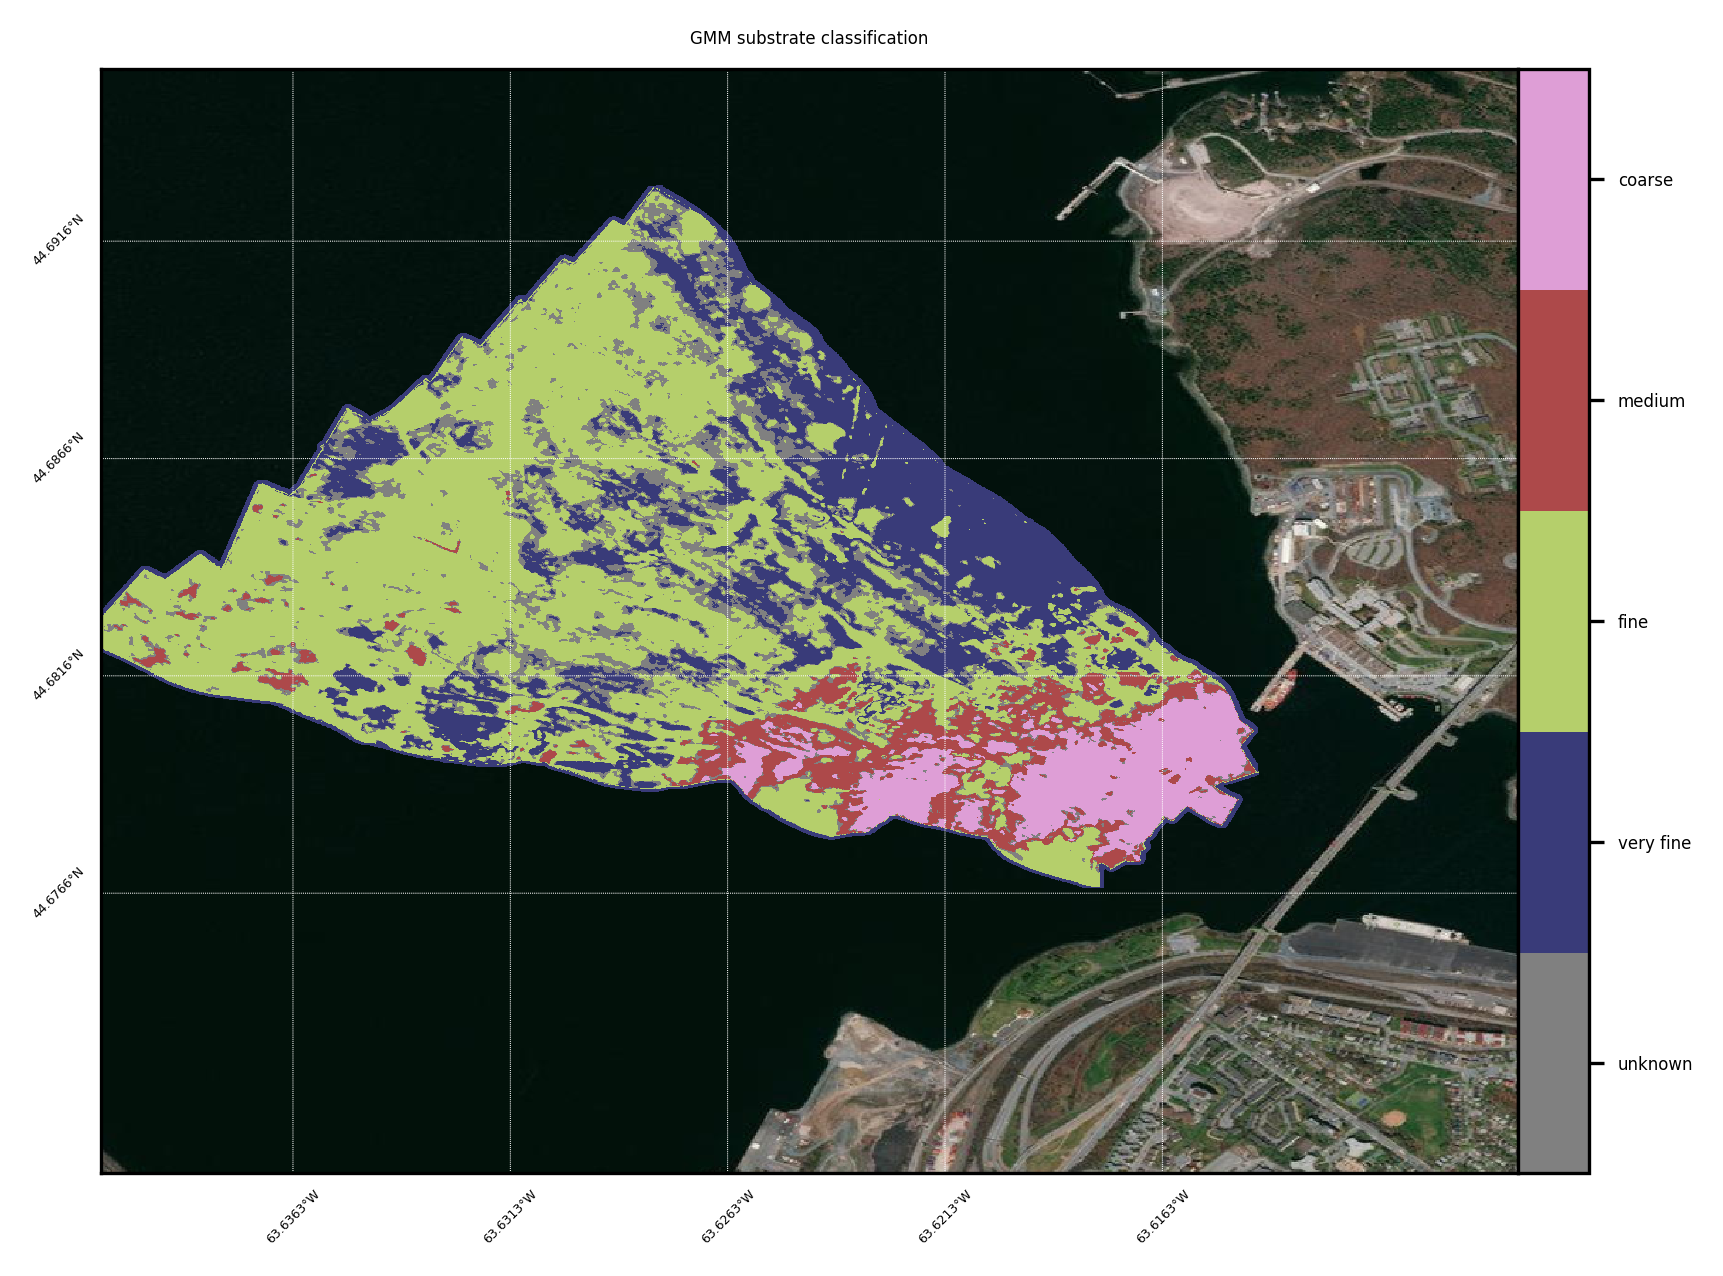 GMM substrate classification
coarse
medium
fine
very fine
unknown
44.6916°N
44.6866°N
44.6816°N
44.6766°N
63.6363°W
63.6313°W
63.6263°W
63.6213°W
63.6163°W